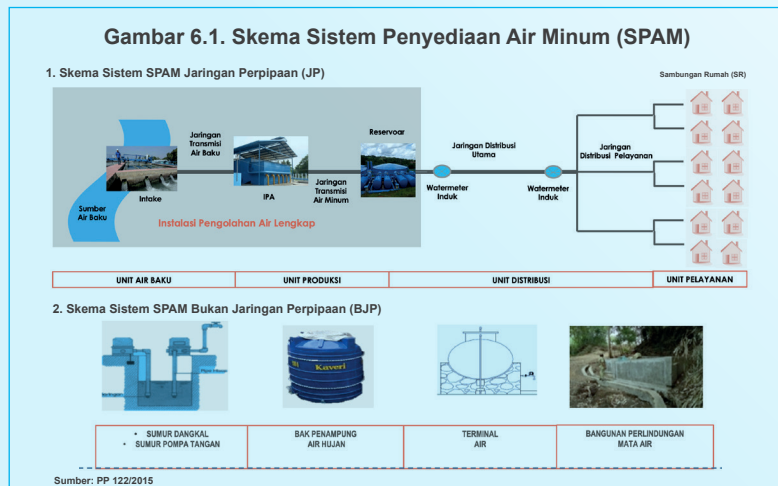 Gambar 6.1. Skema Sistem Penyediaan Air Minum (SPAM)
1. Skema Sistem SPAM Jaringan Perpipaan (JP)
Sambungan Rumah (SR)
Jaringan
Transmisi
Air Baku
Reservoar
Jaringan Distribusi
Utama
Jaringan
Distribusi Pelayanan
Sumber
Air Baku
Intake
IPA
Jaringan
Transmisi
Air Minum
Watermeter
Induk
Watermeter
Induk
Instalasi Pengolahan Air Lengkap
UNIT AIR BAKU
UNIT PRODUKSI
UNIT DISTRIBUSI
UNIT PELAYANAN
2. Skema Sistem SPAM Bukan Jaringan Perpipaan (BJP)
Kaveri
• SUMUR DANGKAL
• SUMUR POMPA TANGAN
BAK PENAMPUNG
AIR HUJAN
TERMINAL
AIR
BANGUNAN PERLINDUNGAN
MATA AIR
Sumber: PP 122/2015